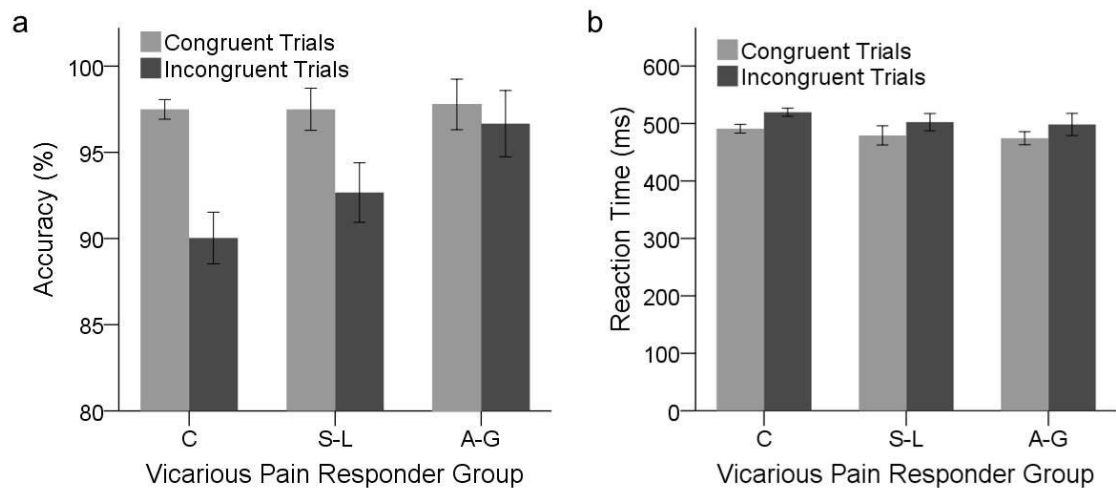 a
Congruent Trials
Incongruent Trials
100
95
90
85
80
Accuracy (%)
C S-L A-G
Vicarious Pain Responder Group
b
Congruent Trials
Incongruent Trials
600
500
400
300
200
100
0
Reaction Time (ms)
C S-L A-G
Vicarious Pain Responder Group